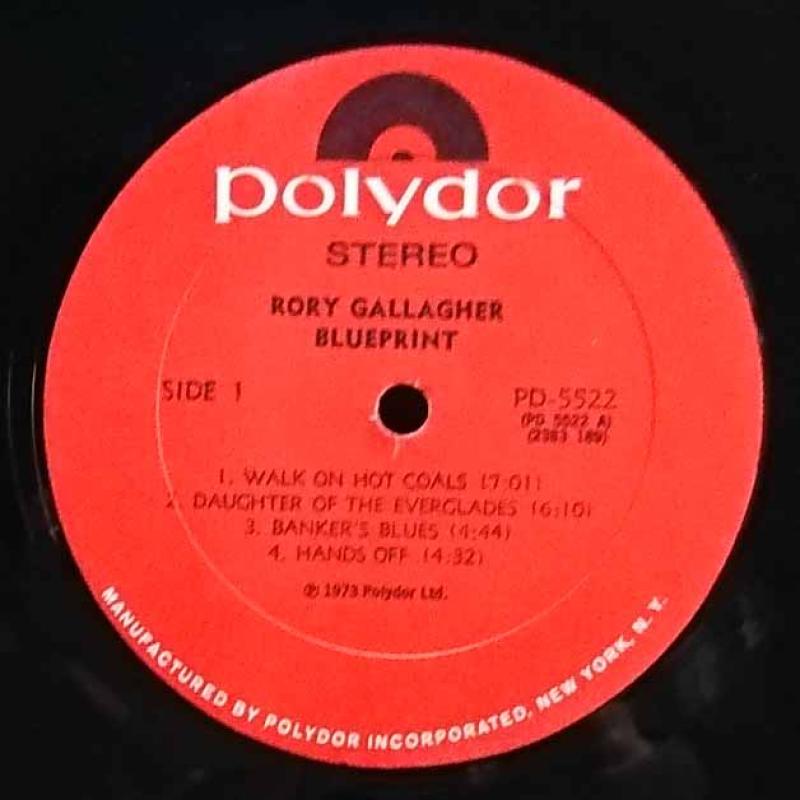 polydor
STEREO
RORY GALLAGHER
BLUEPRINT
SIDE 1
PD-5522
(PD 5522 A)
(2383 189)
1. WALK ON HOT COALS (7:01)
2. DAUGHTER OF THE EVERGLADES (6:10)
3. BANKER'S BLUES (4:44)
4. HANDS OFF (4:32)
℗ 1973 Polydor Ltd.
MANUFACTURED BY POLYDOR INCORPORATED, NEW YORK, N. Y.